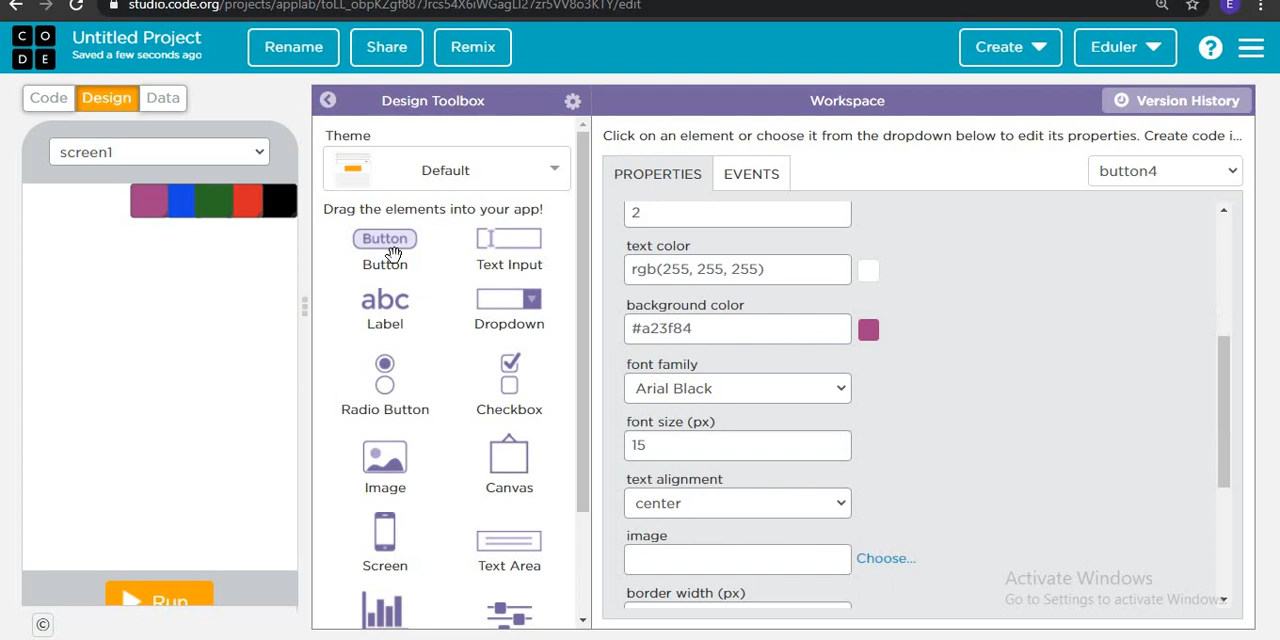 studio.code.org/projects/applab/toLL_obpKZgf887Jrcs54X6iWGagLI27zr5VV8o3KTY/edit
E
C O
D E
Untitled Project
Saved a few seconds ago
Rename
Share
Remix
Create
Eduler
?
Code
Design
Data
Design Toolbox
Workspace
Version History
screen1
Run
Theme
Default
Drag the elements into your app!
Button
Button
Text Input
abc
Label
Dropdown
Radio Button
Checkbox
Image
Canvas
Screen
Text Area
Click on an element or choose it from the dropdown below to edit its properties. Create code i...
PROPERTIES
EVENTS
button4
2
text color
rgb(255, 255, 255)
background color
#a23f84
font family
Arial Black
font size (px)
15
text alignment
center
image
Choose...
border width (px)
Activate Windows
Go to Settings to activate Windows.
©